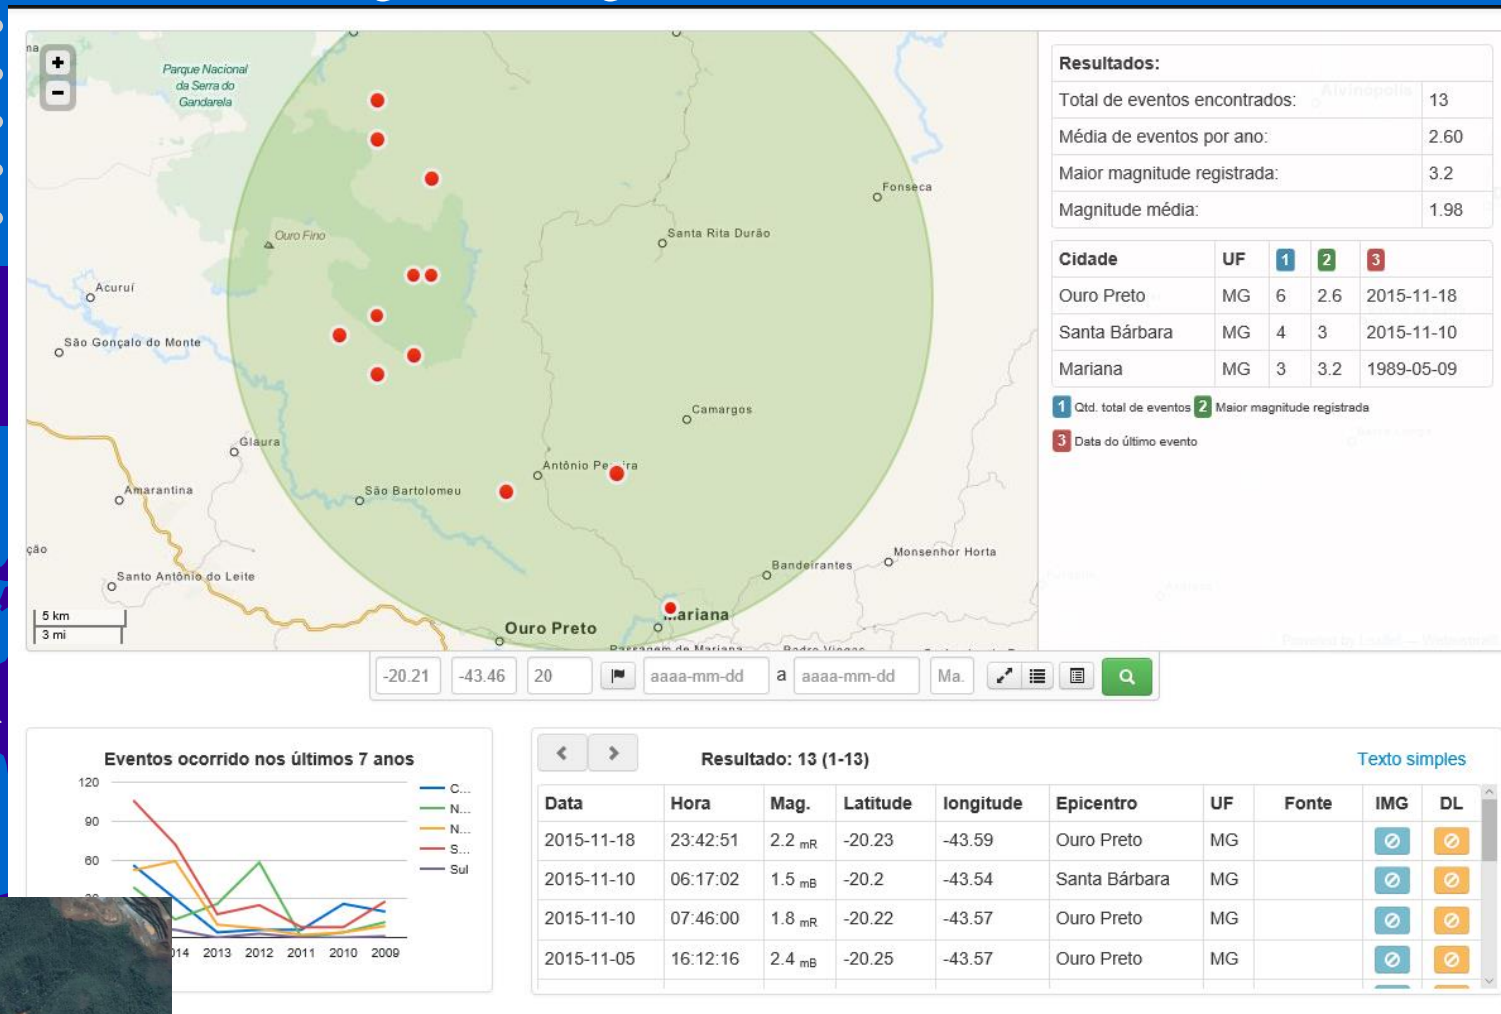 +
−
Parque Nacional
da Serra do
Gandarela
Ouro Fino
Fonseca
Santa Rita Durão
Acuruí
São Gonçalo do Monte
Camargos
Glaura
Antônio
São Bartolomeu
Amarantina
Bandeirantes
Monsenhor Horta
Santo Antônio do Leite
5 km
3 mi
Mariana
Ouro Preto
Resultados:
Total de eventos encontrados: 13
Média de eventos por ano: 2.60
Maior magnitude registrada: 3.2
Magnitude média: 1.98
Cidade UF 1 2 3
Ouro Preto MG 6 2.6 2015-11-18
Santa Bárbara MG 4 3 2015-11-10
Mariana MG 3 3.2 1989-05-09
1 Qtd. total de eventos 2 Maior magnitude registrada
3 Data do último evento
-20.21 -43.46 20 aaaa-mm-dd a aaaa-mm-dd Ma.
Eventos ocorrido nos últimos 7 anos
120
90
60
C...
N...
N...
S...
Sul
2013 2012 2011 2010 2009
Resultado: 13 (1-13) Texto simples
Data Hora Mag. Latitude longitude Epicentro UF Fonte IMG DL
2015-11-18 23:42:51 2.2 mR -20.23 -43.59 Ouro Preto MG
2015-11-10 06:17:02 1.5 mB -20.2 -43.54 Santa Bárbara MG
2015-11-10 07:46:00 1.8 mR -20.22 -43.57 Ouro Preto MG
2015-11-05 16:12:16 2.4 mB -20.25 -43.57 Ouro Preto MG